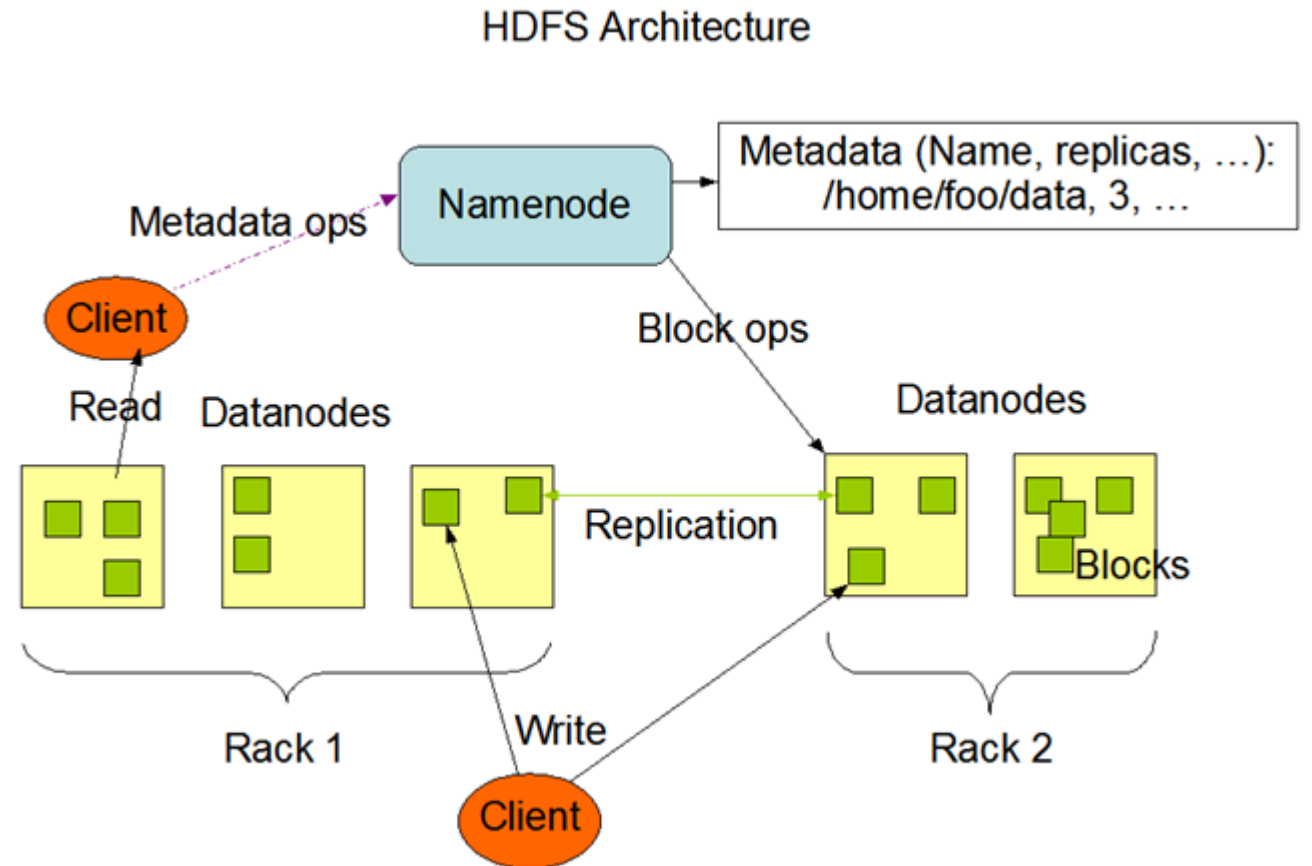 HDFS Architecture
Metadata (Name, replicas, …):
/home/foo/data, 3, …
Namenode
Metadata ops
Client
Block ops
Read
Datanodes
Datanodes
Replication
Blocks
Rack 1
Write
Rack 2
Client